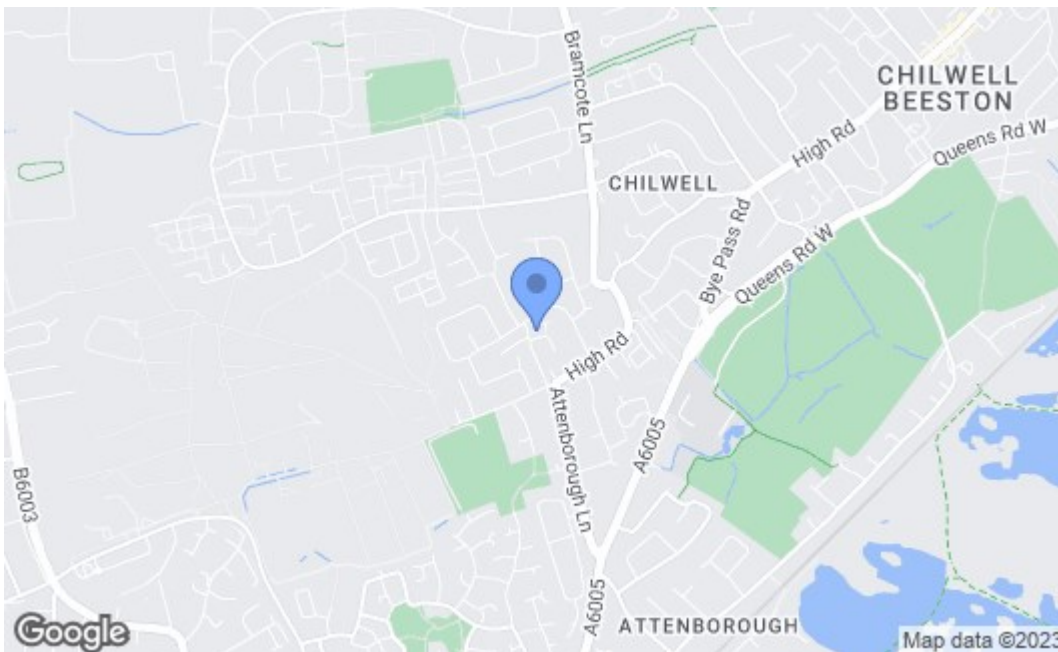 Bramcote Ln
CHILWELL
BEESTON
High Rd
Queens Rd W
CHILWELL
Bye Pass Rd
Queens Rd W
High Rd
Attenborough Ln
A6005
B6003
A6005
ATTENBOROUGH
Google
Map data ©2023